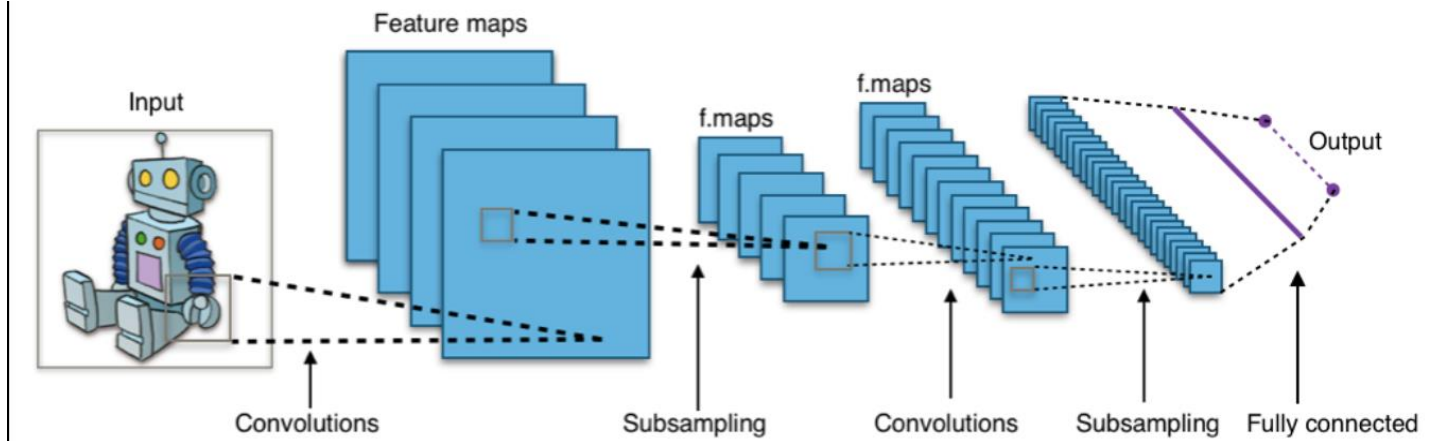 Feature maps
Input
f.maps
f.maps
Output
Convolutions
Subsampling
Convolutions
Subsampling
Fully connected